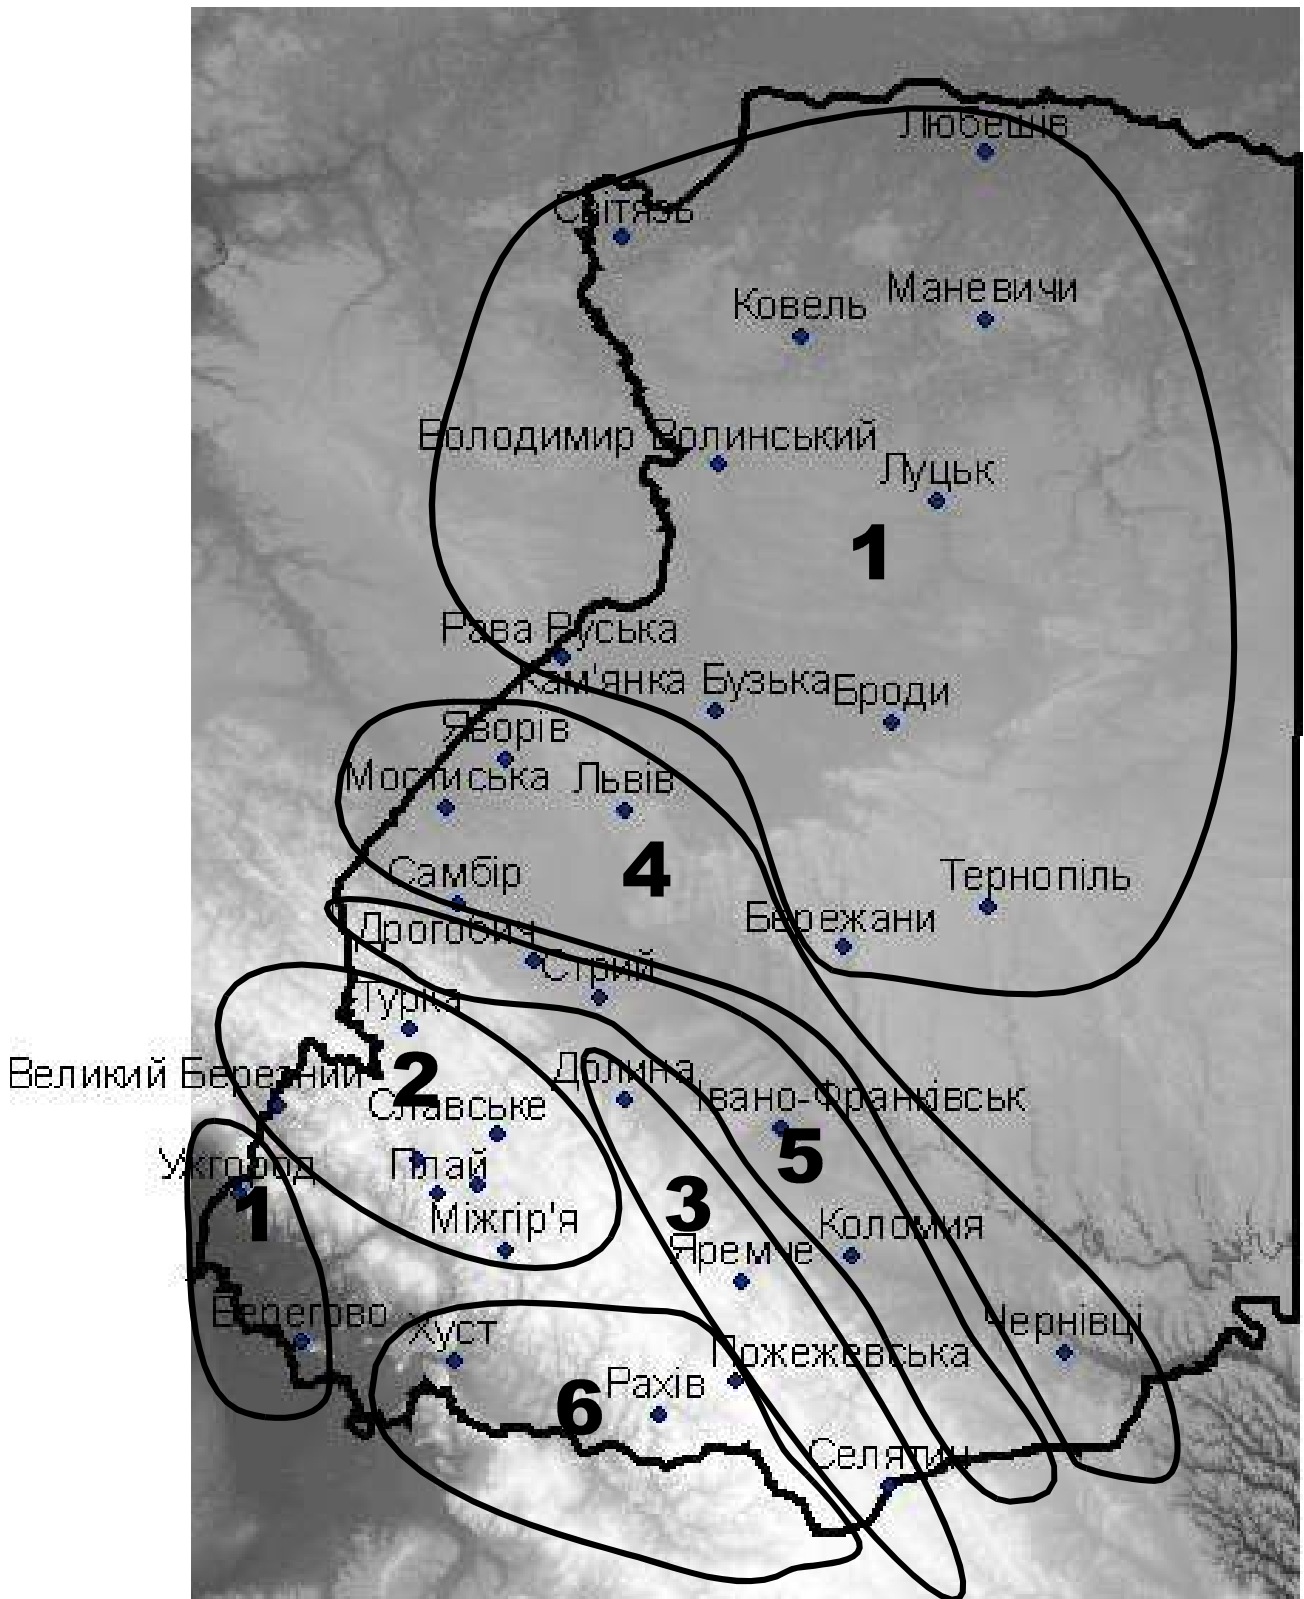 Любешів
Світязь
Маневичи
Ковель
Володимир Волинський
Луцьк
1
Рава Руська
Кам'янка Бузька
Броди
Яворів
Мостиська
Львів
4
Самбір
Тернопіль
Бережани
Дрогобич
Стрий
Турка
Великий Березний
2
Долина
Славське
Івано-Франківськ
5
Ужгород
Плай
1
3
Міжгір'я
Коломия
Яремче
Берегово
Хуст
Чернівці
Пожежевська
Рахів
6
Селятин